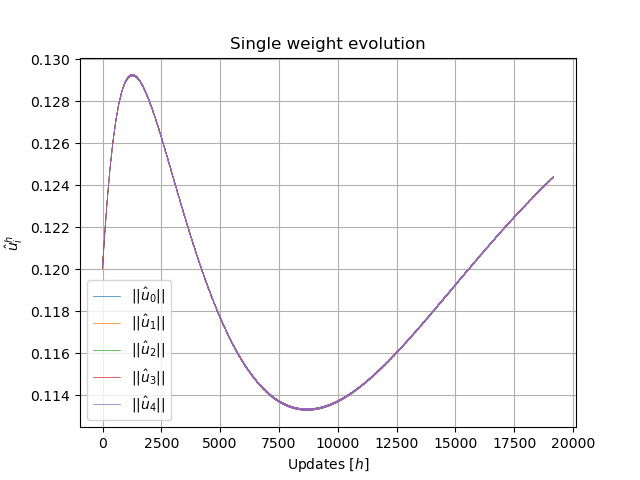 Single weight evolution
0.130
0.128
0.126
0.124
0.122
0.120
0.118
0.116
0.114
$\hat{u}_i^h$
||û₀||
||û₁||
||û₂||
||û₃||
||û₄||
0 2500 5000 7500 10000 12500 15000 17500 20000
Updates [h]